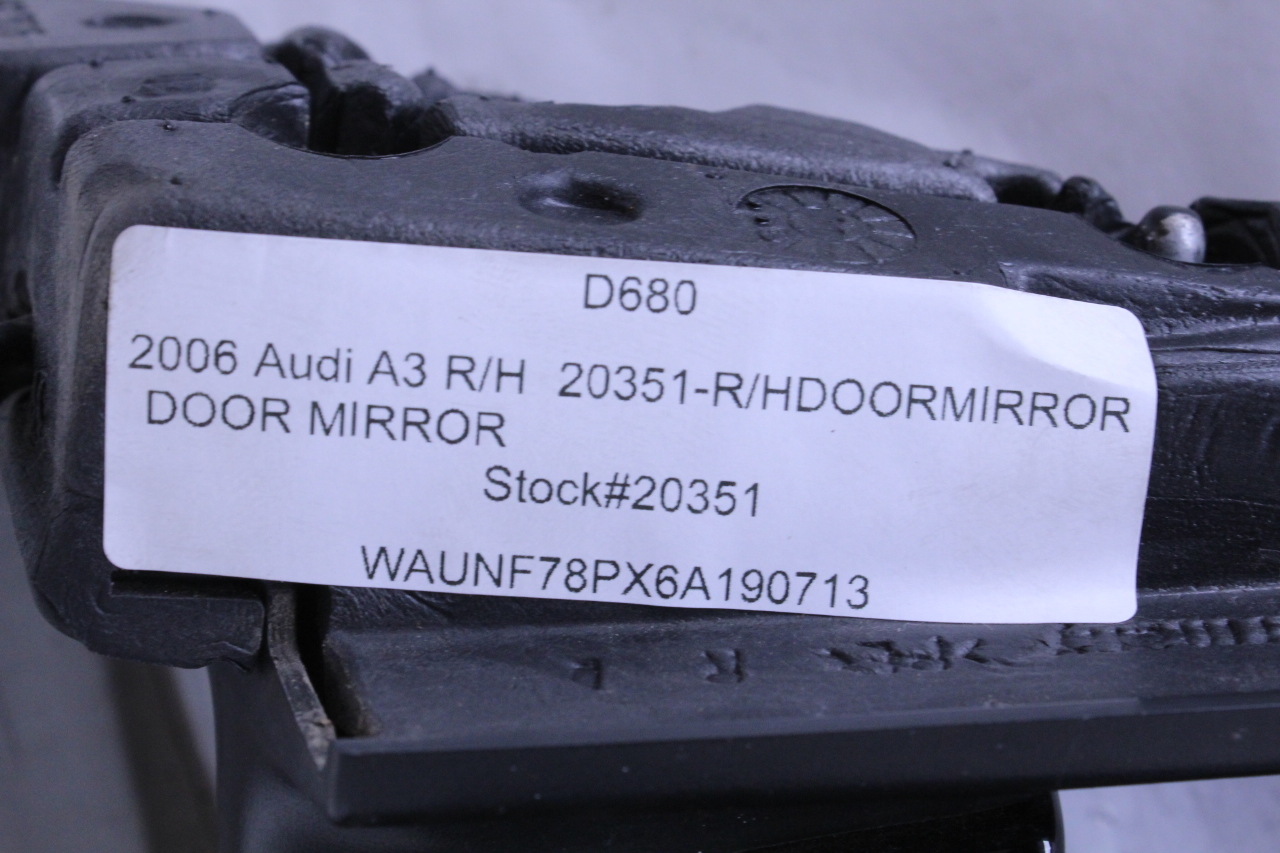 D680
2006 Audi A3 R/H 20351-R/HDOORMIRROR
DOOR MIRROR
Stock#20351
WAUNF78PX6A190713